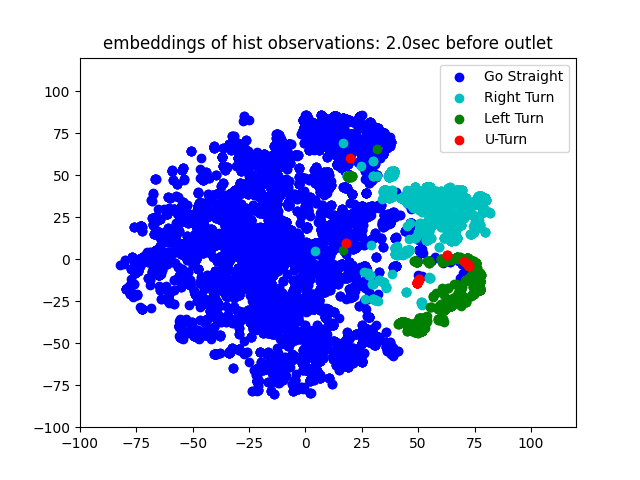 embeddings of hist observations: 2.0sec before outlet
Go Straight
Right Turn
Left Turn
U-Turn
100
75
50
25
0
−25
−50
−75
−100
−100 −75 −50 −25 0 25 50 75 100